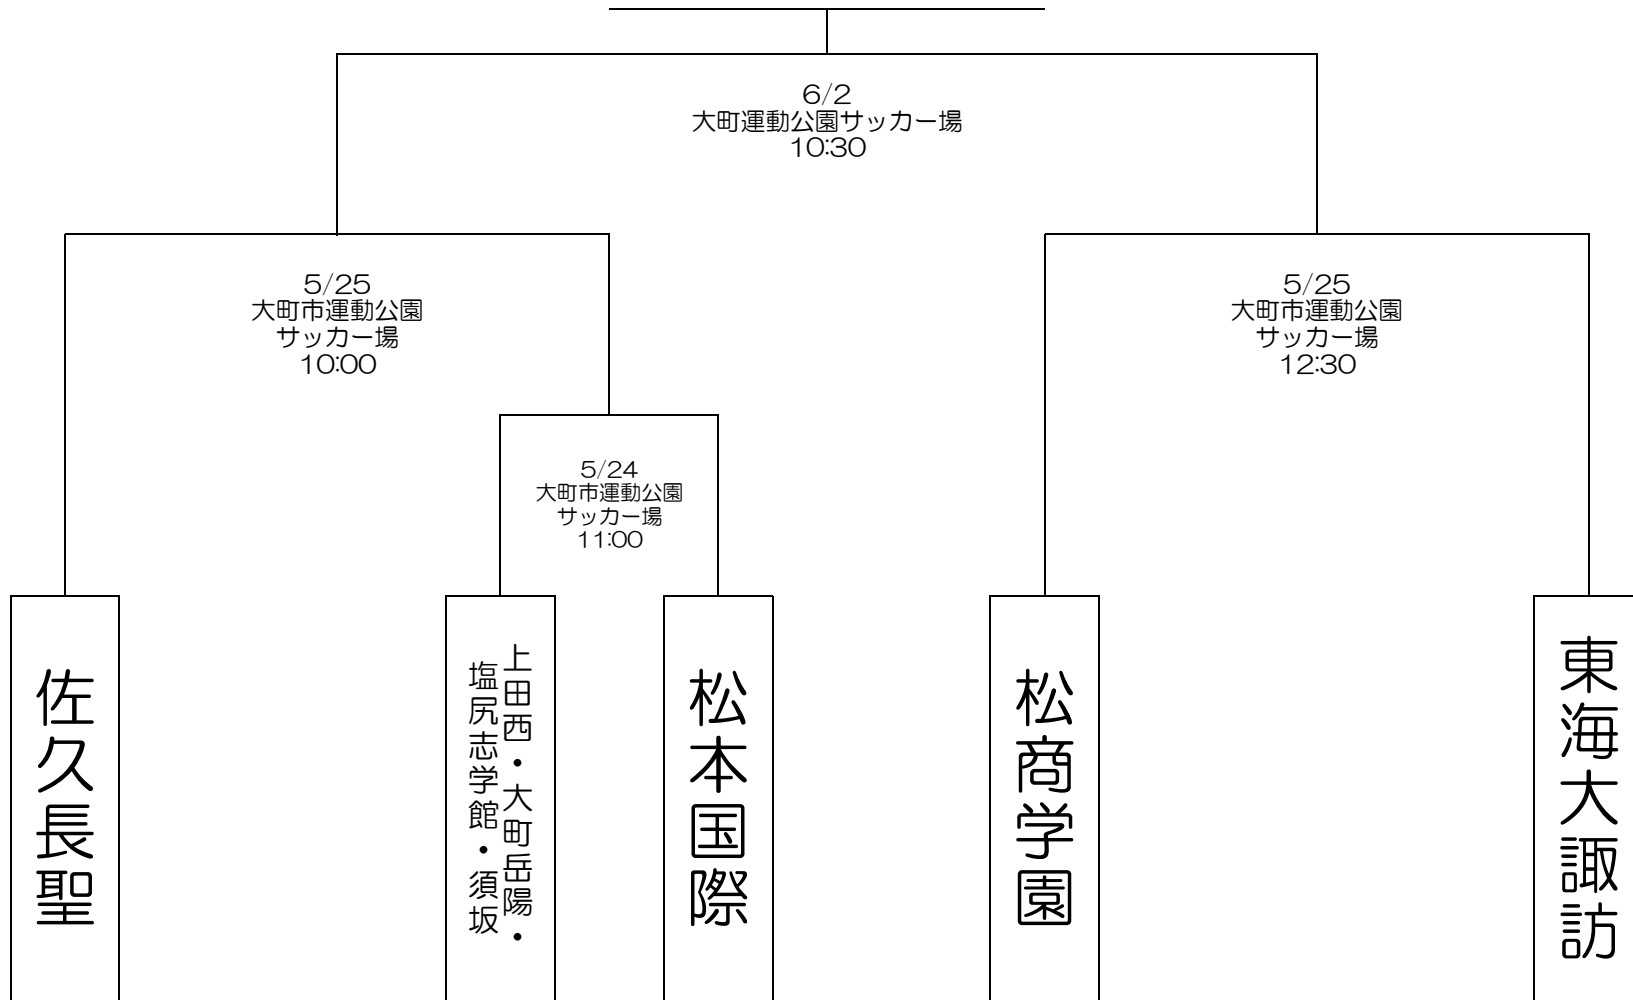 6/2
大町運動公園サッカー場
10:30
5/25
大町市運動公園
サッカー場
10:00
5/25
大町市運動公園
サッカー場
12:30
5/24
大町市運動公園
サッカー場
11:00
佐久長聖
上田西・大町岳陽・
塩尻志学館・須坂
松本国際
松商学園
東海大諏訪